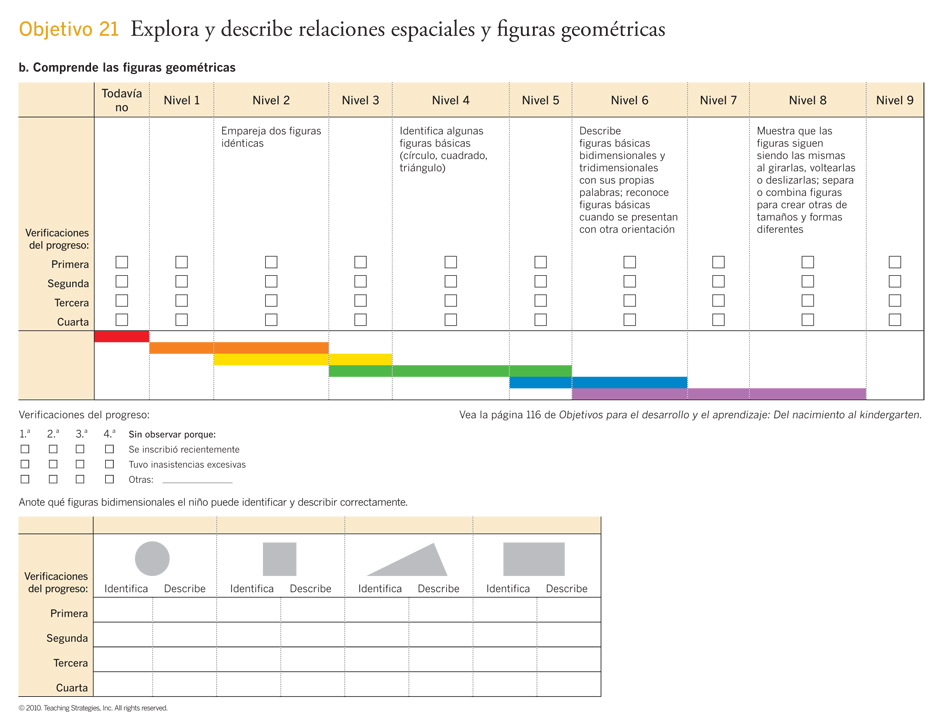 Objetivo 21 Explora y describe relaciones espaciales y figuras geométricas
b. Comprende las figuras geométricas
Todavía no
Nivel 1
Nivel 2
Nivel 3
Nivel 4
Nivel 5
Nivel 6
Nivel 7
Nivel 8
Nivel 9
Empareja dos figuras
idénticas
Identifica algunas
figuras básicas
(círculo, cuadrado,
triángulo)
Describe
figuras básicas
bidimensionales y
tridimensionales
con sus propias
palabras; reconoce
figuras básicas
cuando se presentan
con otra orientación
Muestra que las
figuras siguen
siendo las mismas
al girarlas, voltearlas
o deslizarlas; separa
o combina figuras
para crear otras de
tamaños y formas
diferentes
Verificaciones
del progreso:
Primera
Segunda
Tercera
Cuarta
Verificaciones del progreso:
Vea la página 116 de Objetivos para el desarrollo y el aprendizaje: Del nacimiento al kindergarten.
1.ª 2.ª 3.ª 4.ª Sin observar porque:
Se inscribió recientemente
Tuvo inasistencias excesivas
Otras:
Anote qué figuras bidimensionales el niño puede identificar y describir correctamente.
Verificaciones
del progreso:
Identifica Describe Identifica Describe Identifica Describe Identifica Describe
Primera
Segunda
Tercera
Cuarta
© 2010. Teaching Strategies, Inc. All rights reserved.